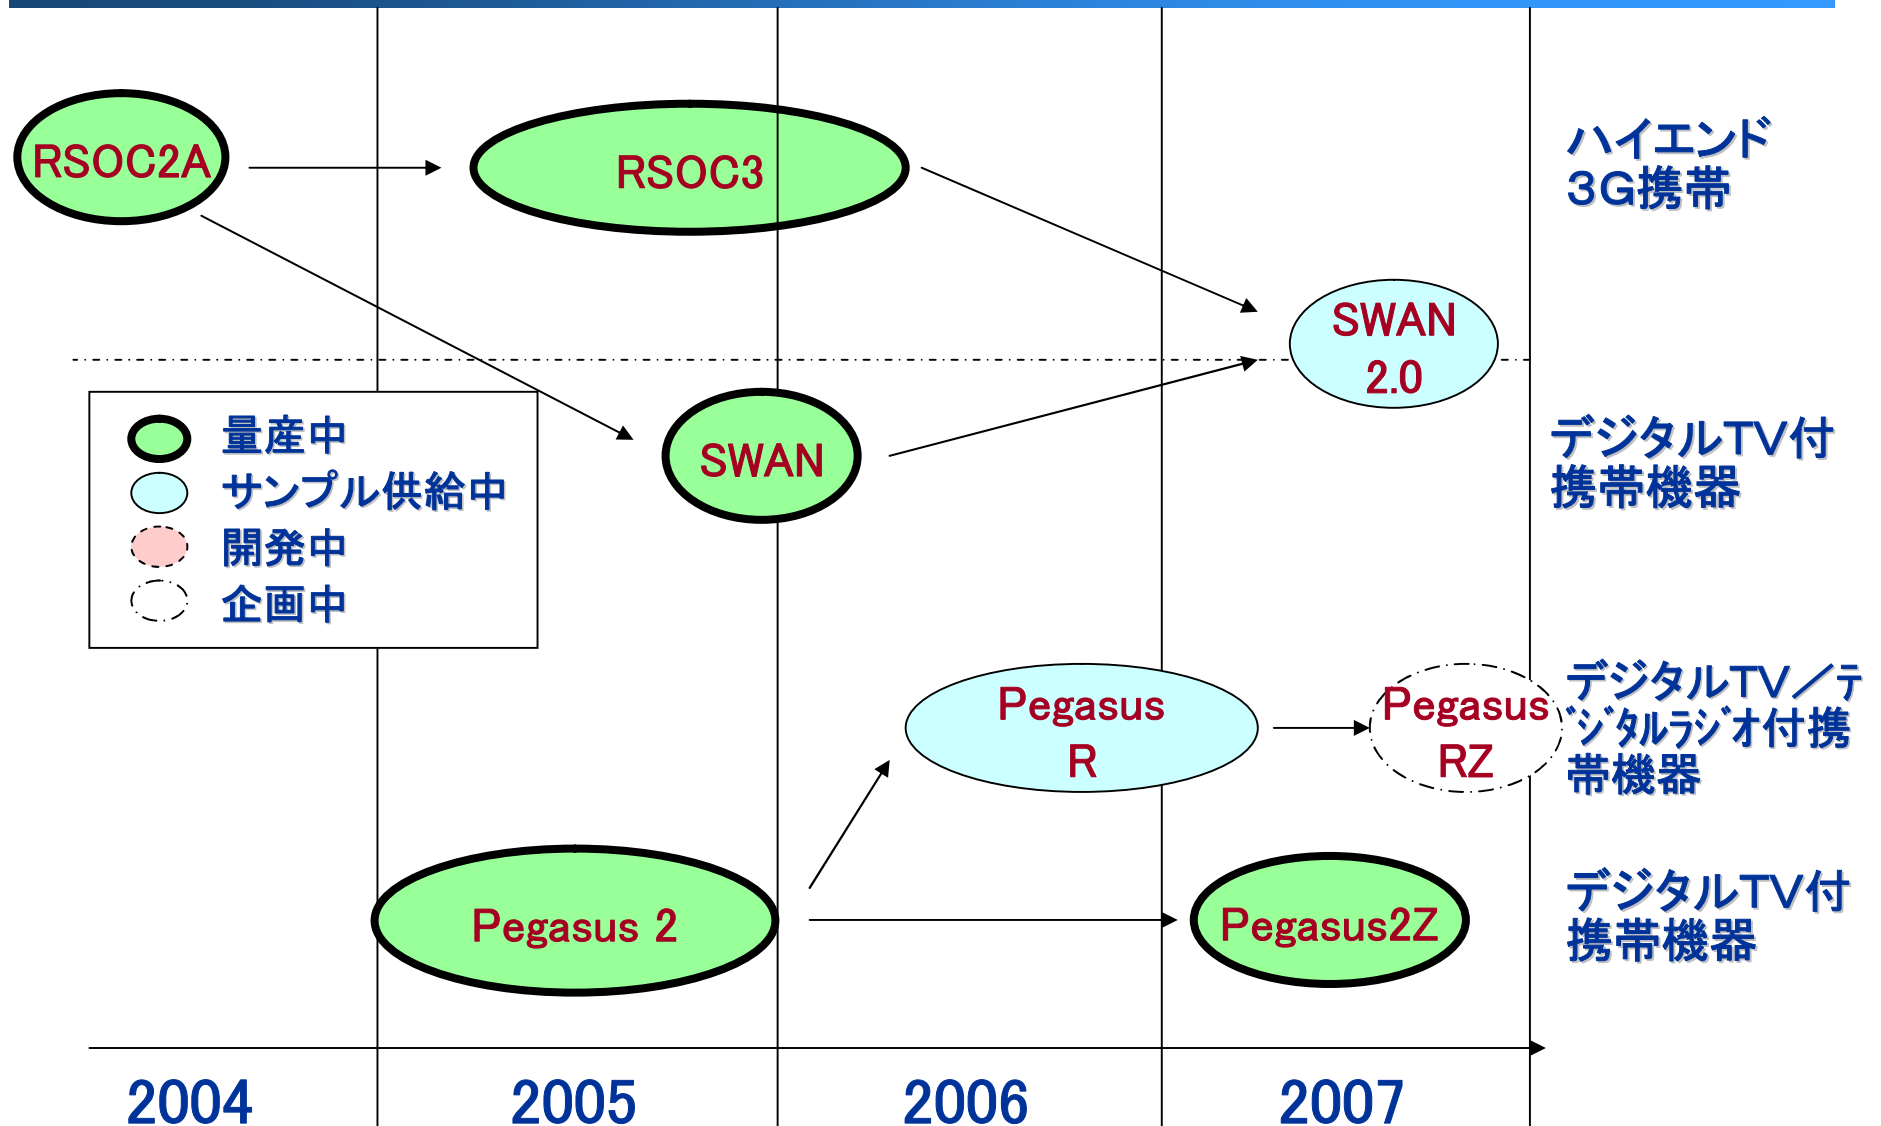 RSOC2A
RSOC3
ハイエンド
3G携帯
SWAN
2.0
SWAN
デジタルTV付
携帯機器
量産中
サンプル供給中
開発中
企画中
Pegasus
R
Pegasus
RZ
デジタルTV／ﾃ
ﾞｼﾞﾀﾙﾗｼﾞｵ付携
帯機器
Pegasus 2
Pegasus2Z
デジタルTV付
携帯機器
2004
2005
2006
2007